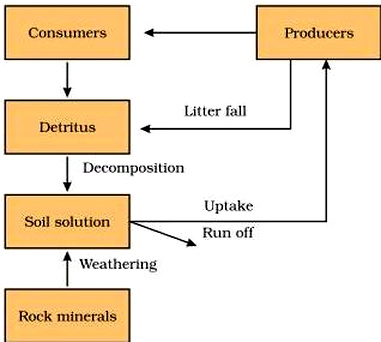 Consumers
Producers
Litter fall
Detritus
Decomposition
Uptake
Soil solution
Run off
Weathering
Rock minerals